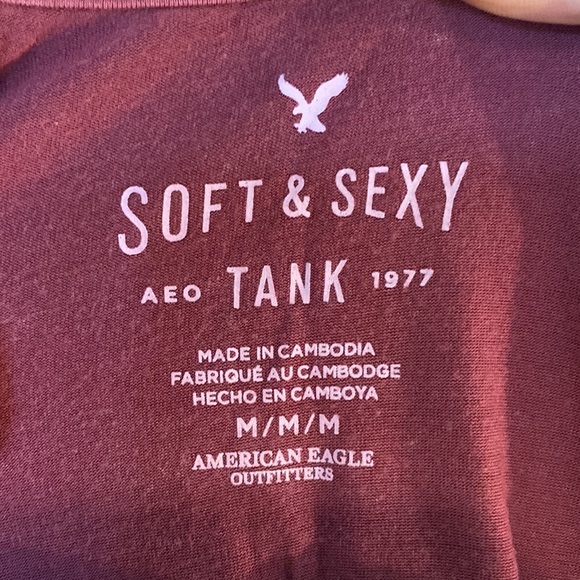 SOFT & SEXY
AEO TANK 1977
MADE IN CAMBODIA
FABRIQUÉ AU CAMBODGE
HECHO EN CAMBOYA
M/M/M
AMERICAN EAGLE
OUTFITTERS